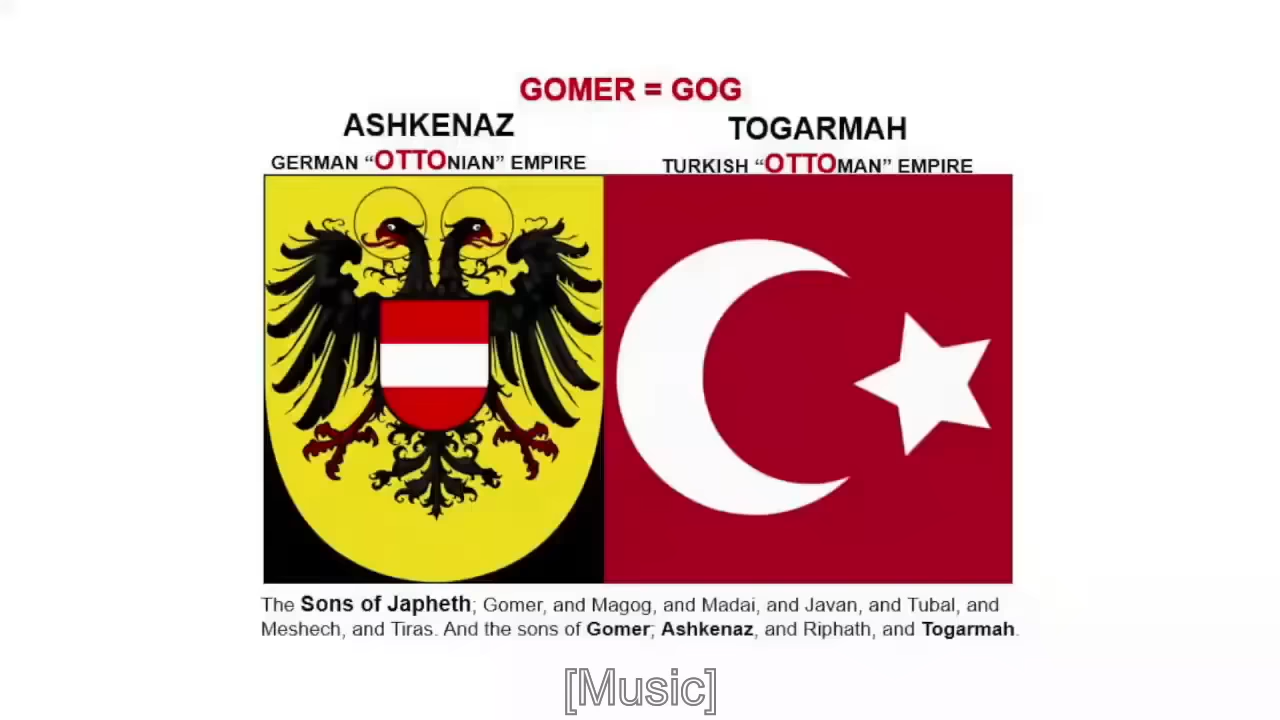 GOMER = GOG
ASHKENAZ
GERMAN “OTTONIAN” EMPIRE
TOGARMAH
TURKISH “OTTOMAN” EMPIRE
The Sons of Japheth; Gomer, and Magog, and Madai, and Javan, and Tubal, and
Meshech, and Tiras. And the sons of Gomer; Ashkenaz, and Riphath, and Togarmah.
[Music]